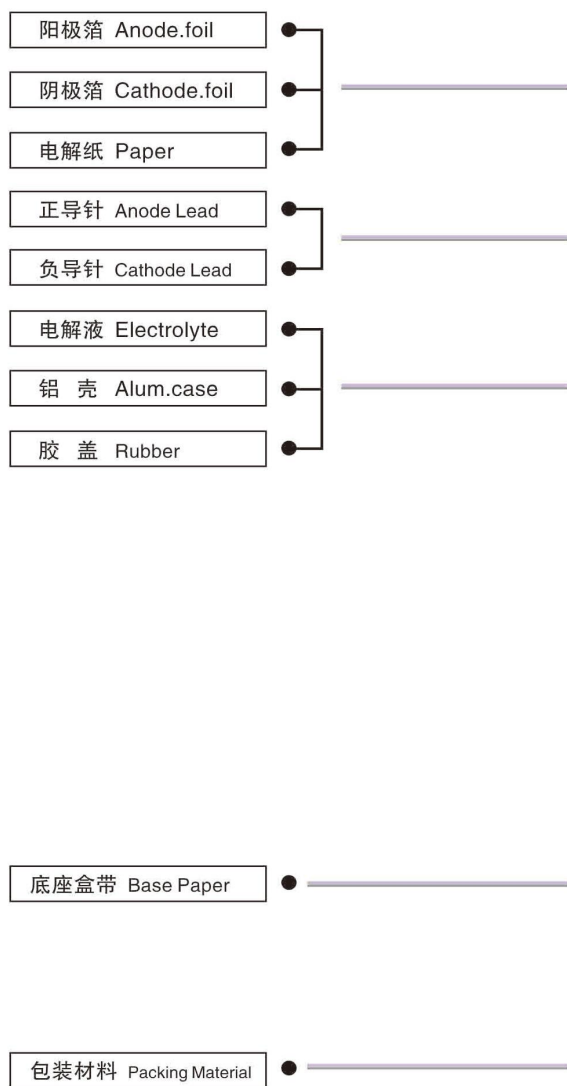 阳极箔 Anode.foil
阴极箔 Cathode.foil
电解纸 Paper
正导针 Anode Lead
负导针 Cathode Lead
电解液 Electrolyte
铝 壳 Alum.case
胶 盖 Rubber
底座盒带 Base Paper
包装材料 Packing Material